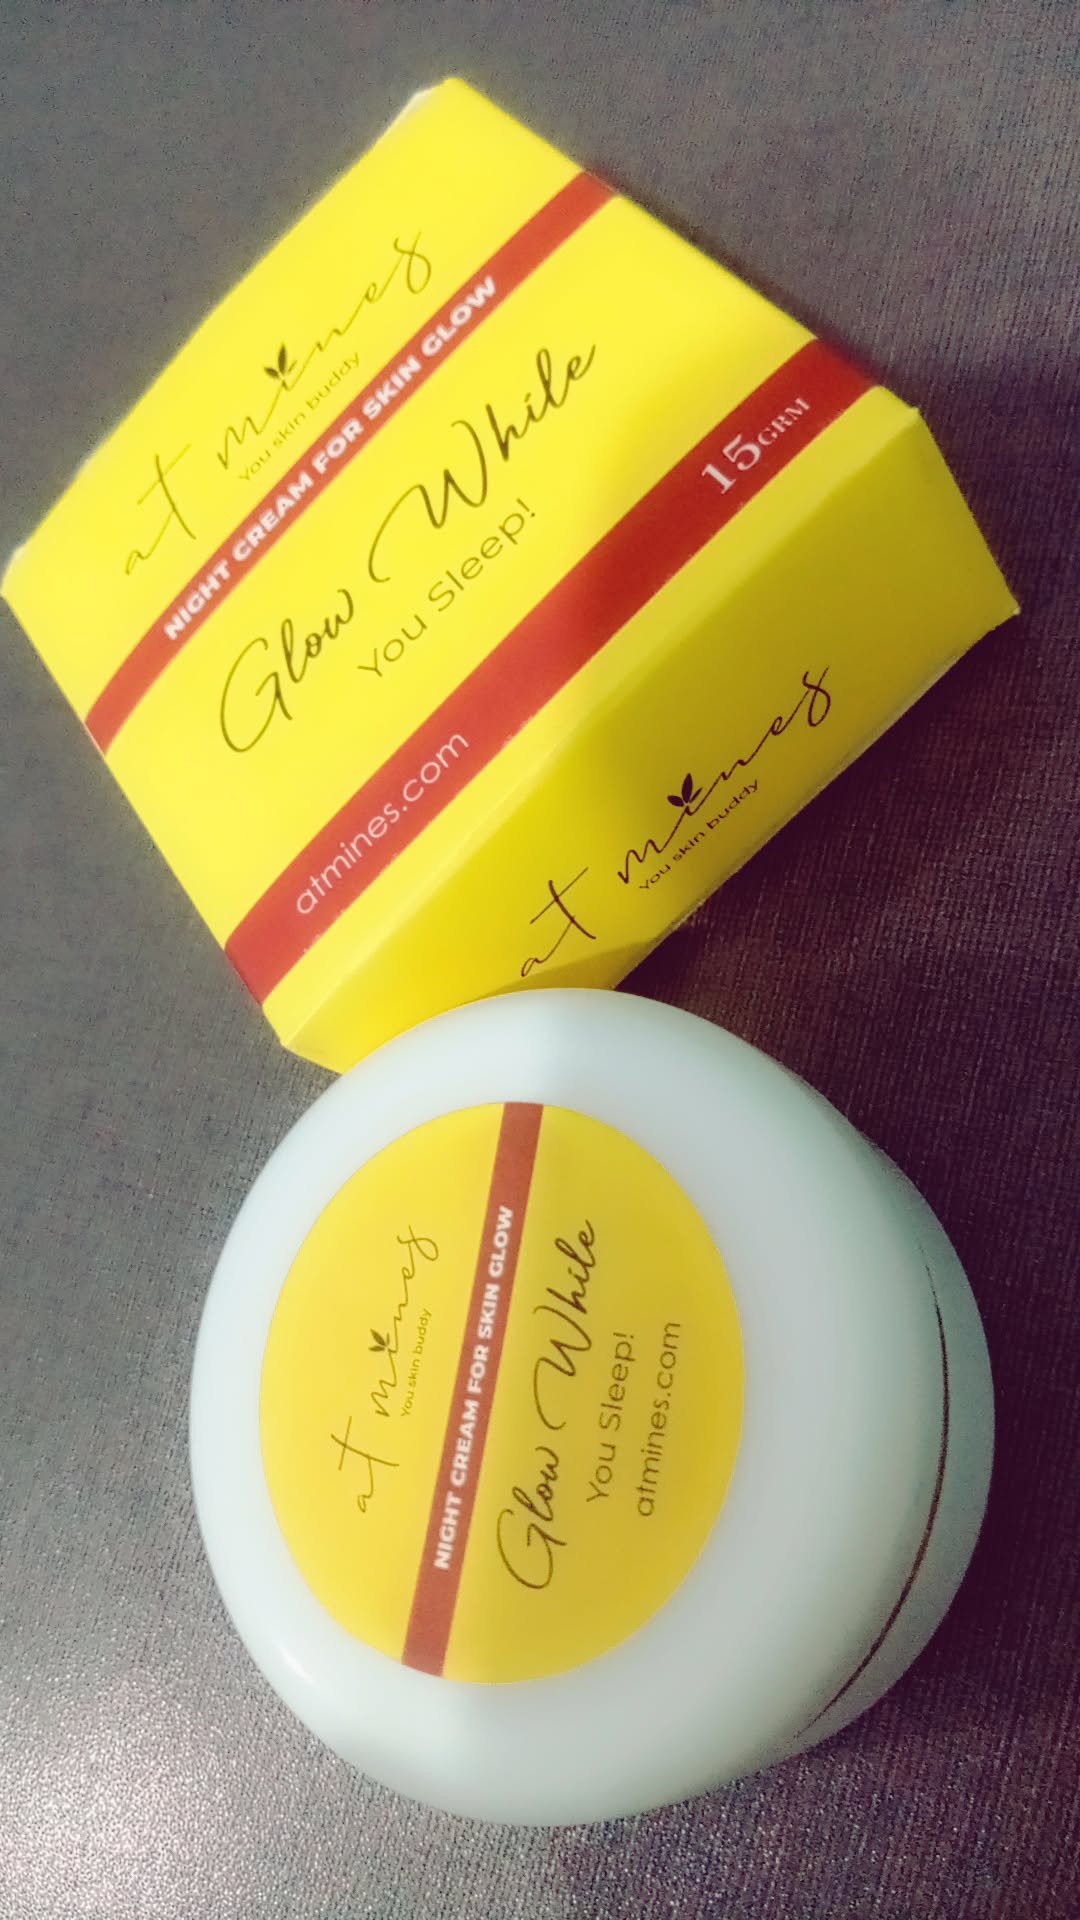 at mines
You skin buddy
NIGHT CREAM FOR SKIN GLOW
Glow While
You Sleep!
atmines.com
15GRM
at mines
You skin buddy
at mines
You skin buddy
NIGHT CREAM FOR SKIN GLOW
Glow While
You Sleep!
atmines.com